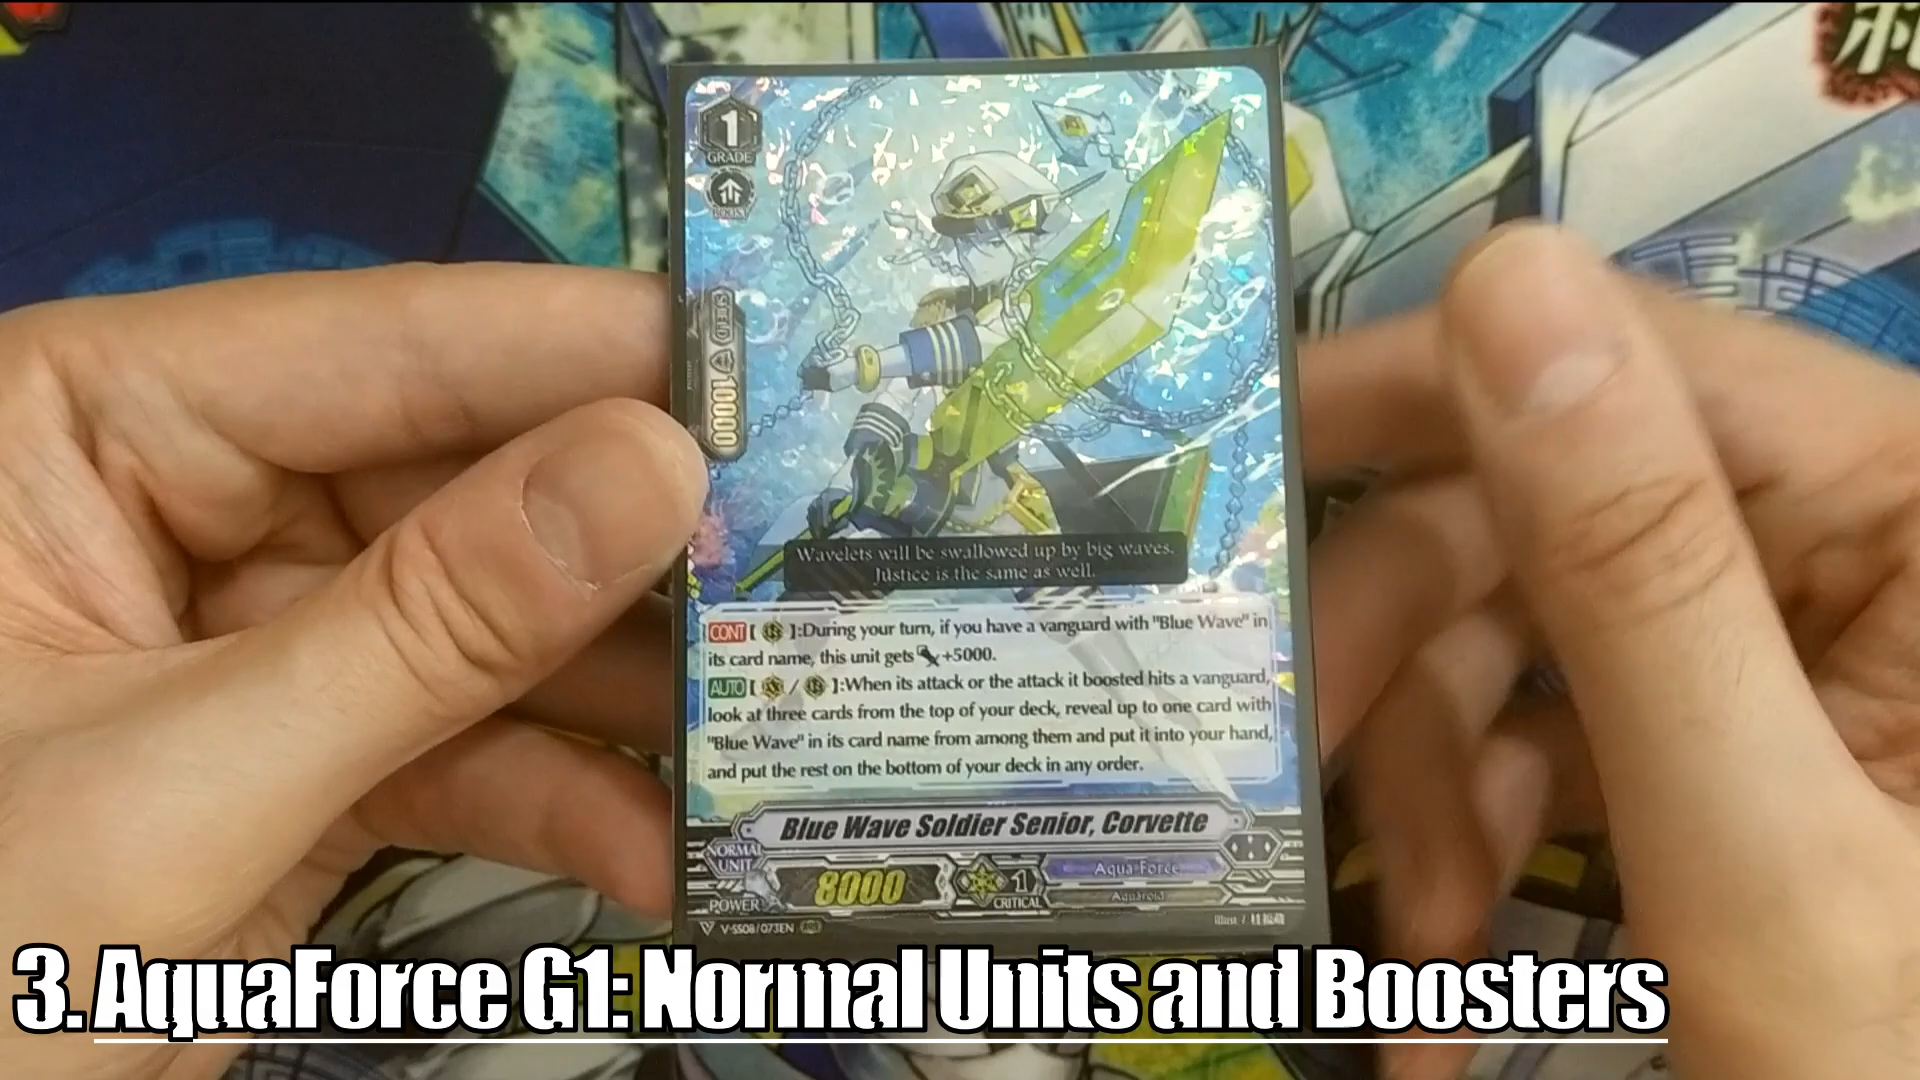 1
GRADE
BOOST
SHIELD 10000
Wavelets will be swallowed up by big waves.
Justice is the same as well.
CONT [ ]:During your turn, if you have a vanguard with "Blue Wave" in
its card name, this unit gets +5000.
AUTO [ / ]:When its attack or the attack it boosted hits a vanguard,
look at three cards from the top of your deck, reveal up to one card with
"Blue Wave" in its card name from among them and put it into your hand,
and put the rest on the bottom of your deck in any order.
Blue Wave Soldier Senior, Corvette
NORMAL
UNIT
POWER 8000
1
CRITICAL
Aqua Force
Aquaroid
V-SS08/073EN RRR
Illust /
3. AquaForce G1: Normal Units and Boosters